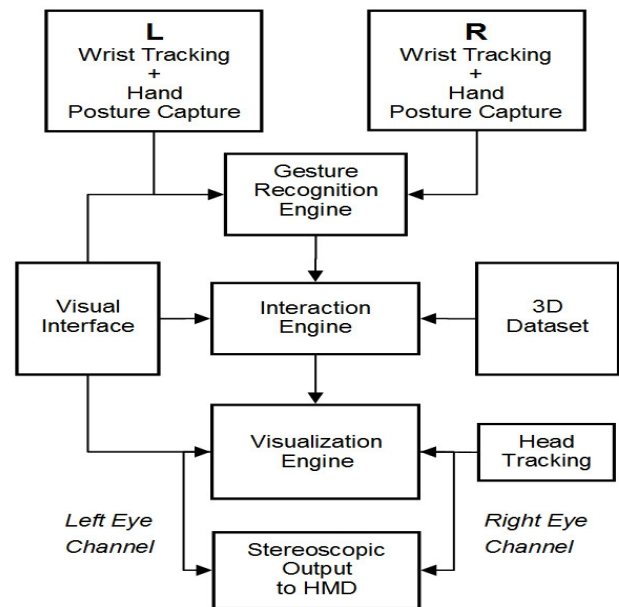 L
Wrist Tracking
+
Hand
Posture Capture
R
Wrist Tracking
+
Hand
Posture Capture
Gesture
Recognition
Engine
Visual
Interface
Interaction
Engine
3D
Dataset
Visualization
Engine
Head
Tracking
Left Eye
Channel
Right Eye
Channel
Stereoscopic
Output
to HMD